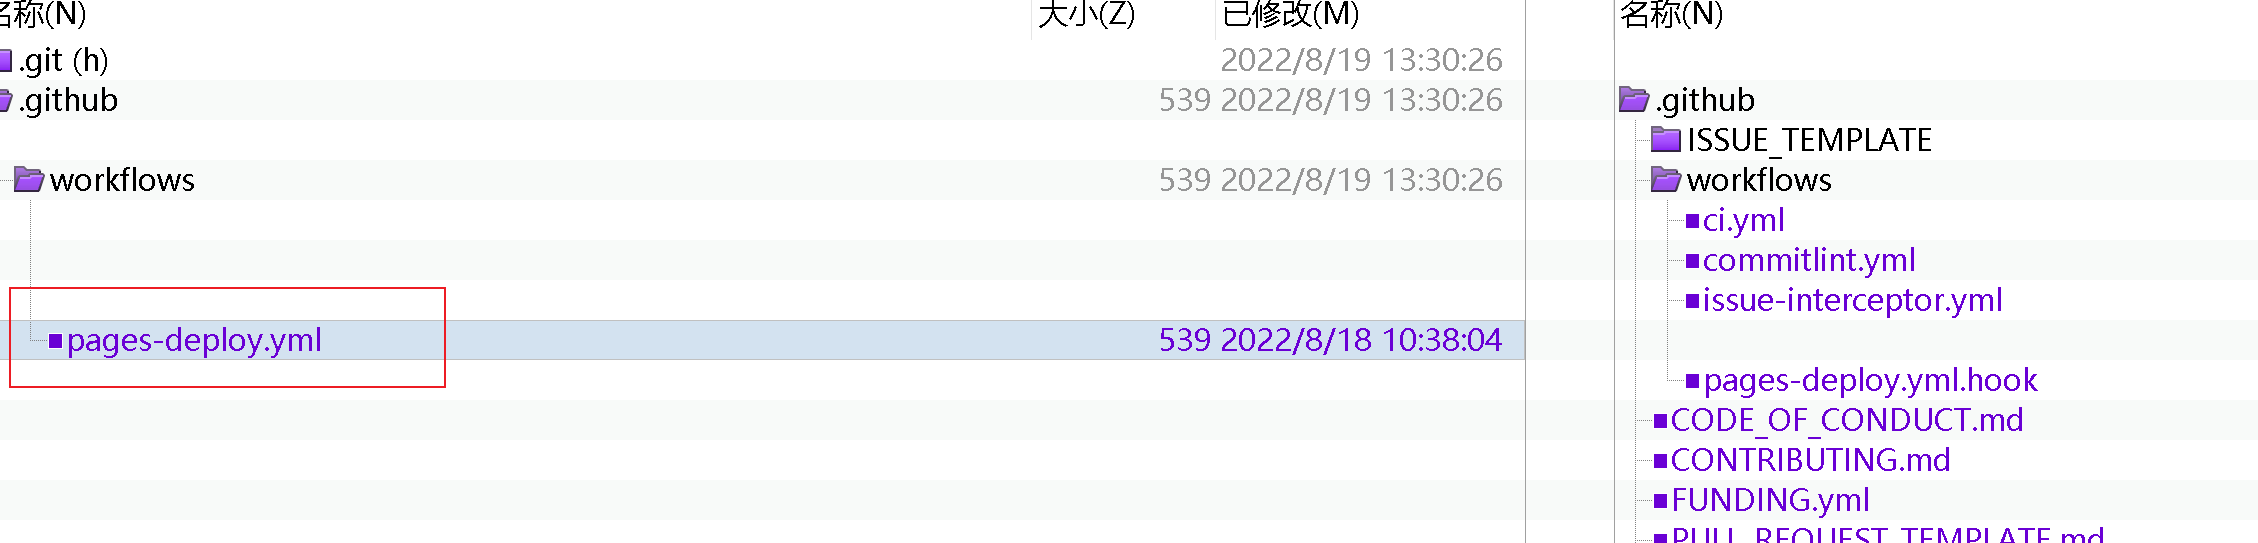 名称(N) 大小(Z) 已修改(M) 名称(N)
.git (h) 2022/8/19 13:30:26
.github 539 2022/8/19 13:30:26 .github
ISSUE_TEMPLATE
workflows 539 2022/8/19 13:30:26 workflows
ci.yml
commitlint.yml
issue-interceptor.yml
pages-deploy.yml 539 2022/8/18 10:38:04
pages-deploy.yml.hook
CODE_OF_CONDUCT.md
CONTRIBUTING.md
FUNDING.yml
PULL_REQUEST_TEMPLATE.md